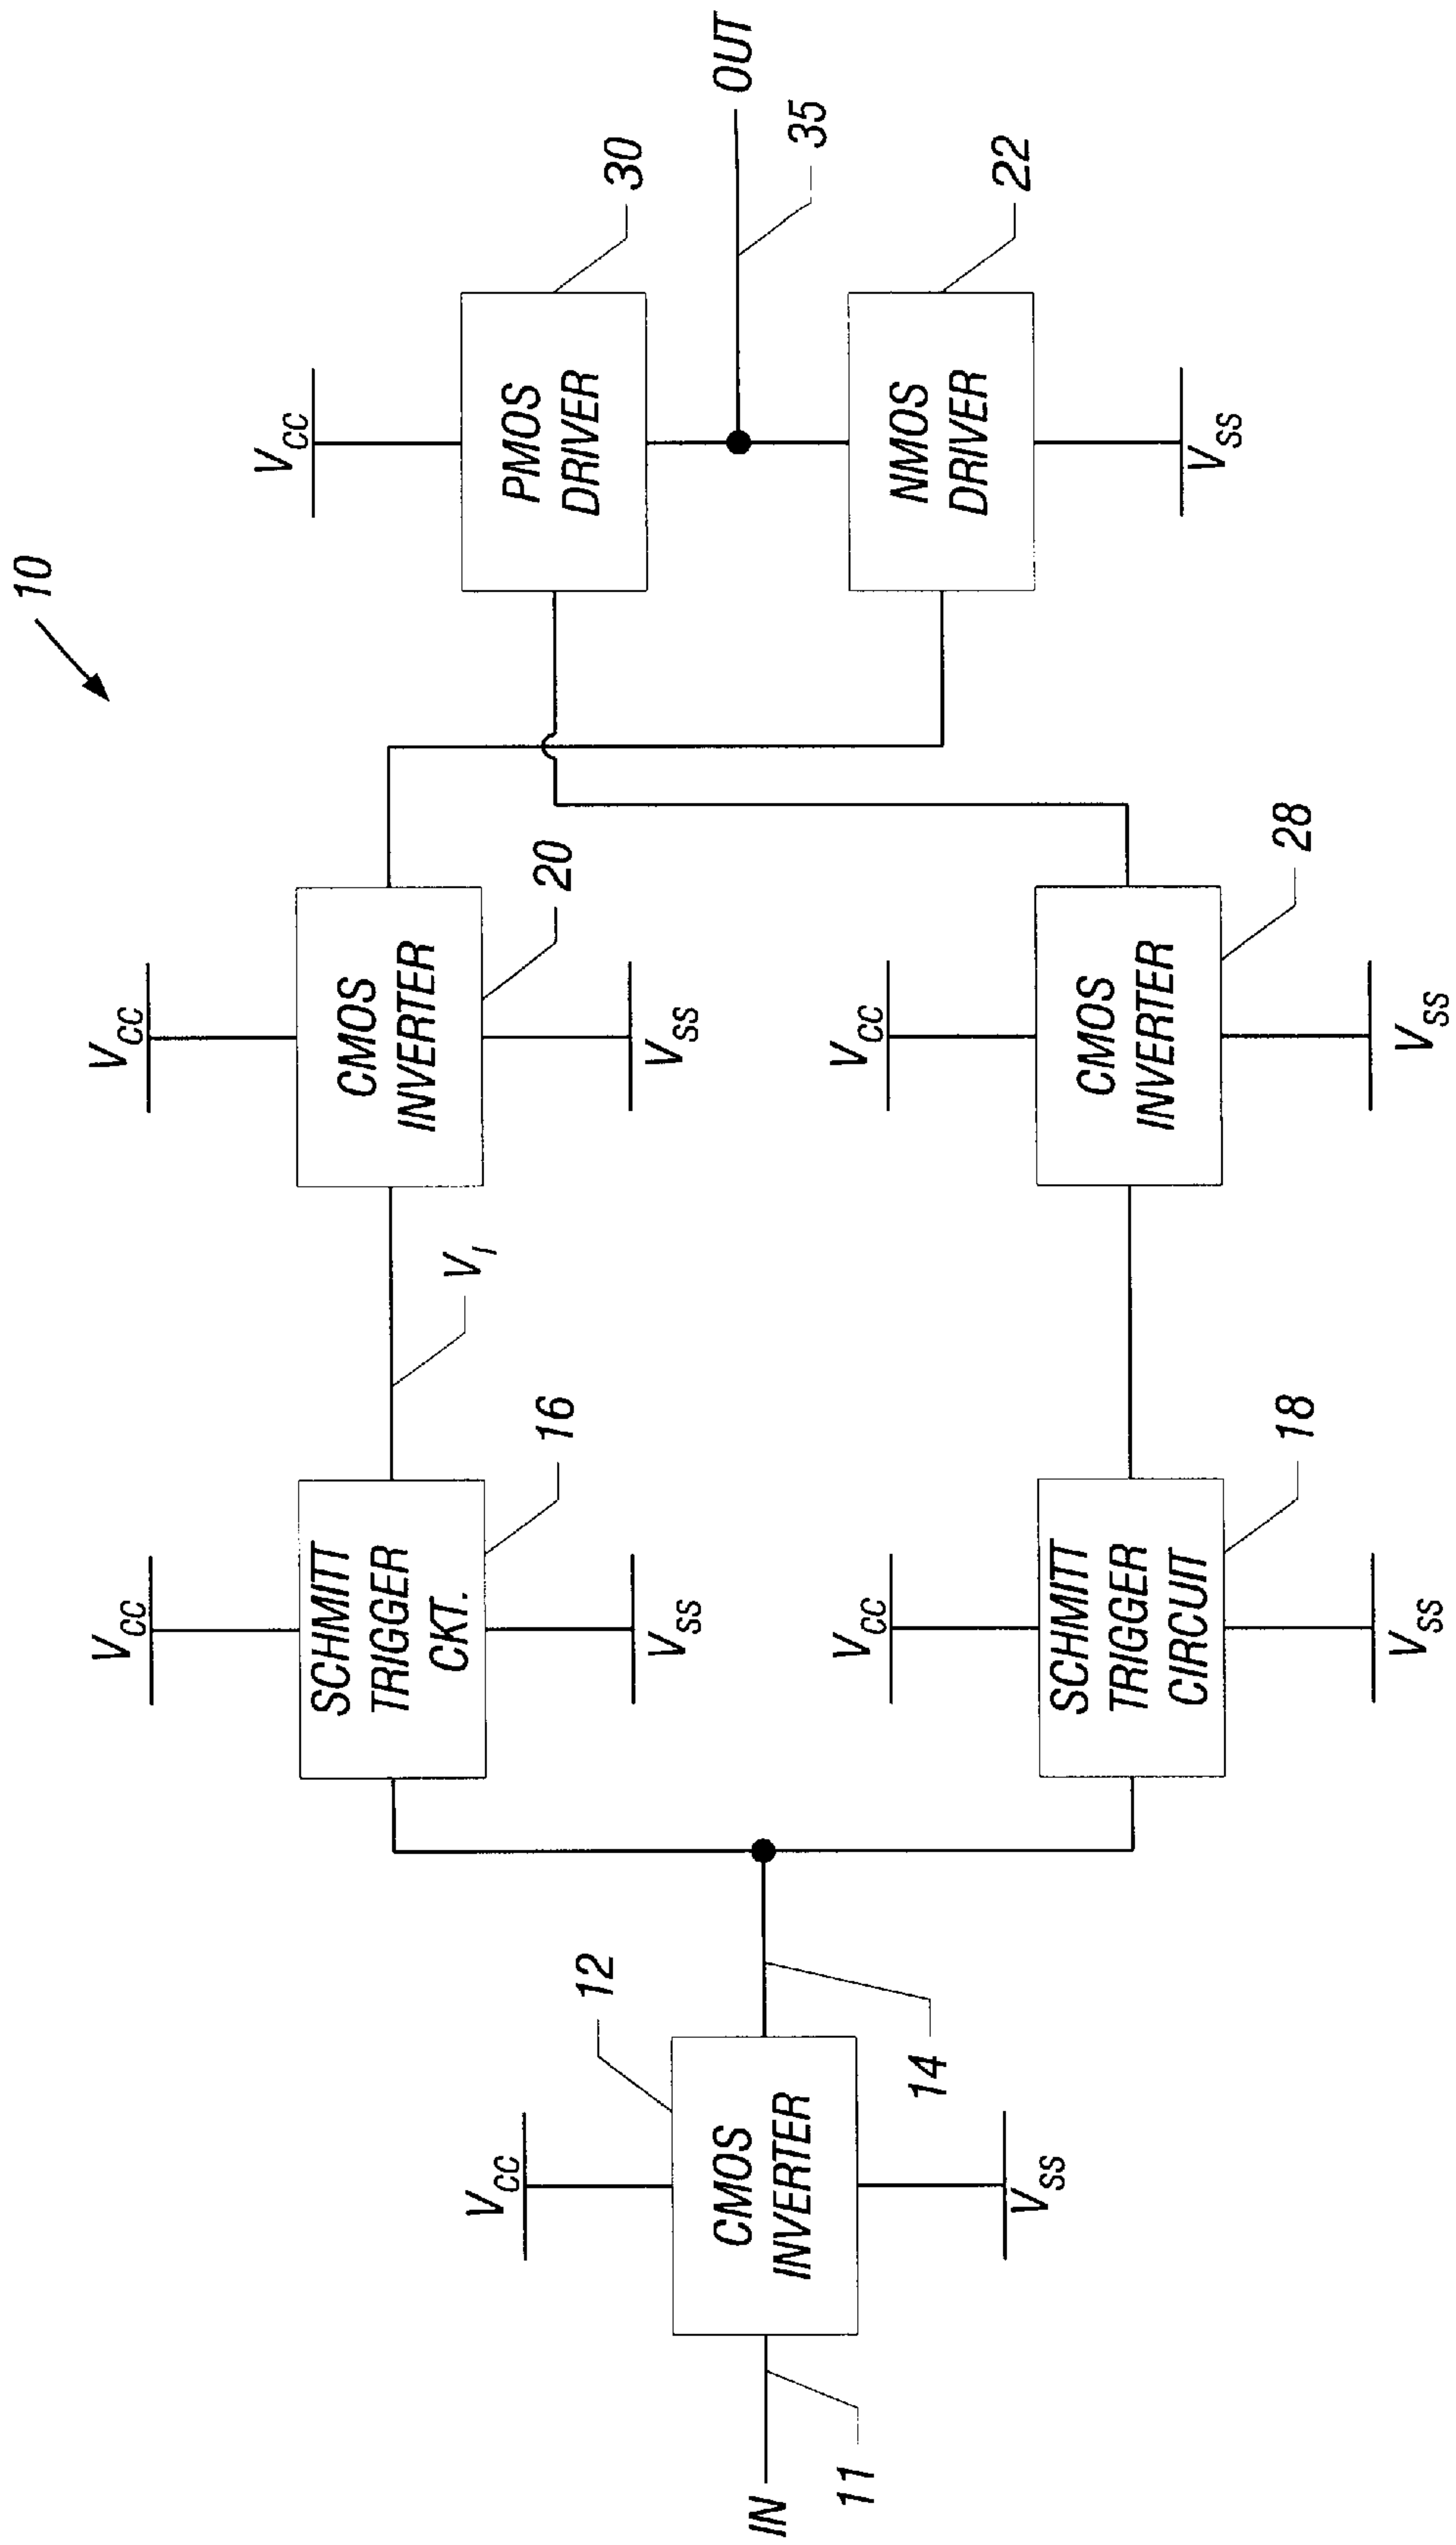 10
IN
11
V_CC
12
CMOS
INVERTER
V_SS
14
V_CC
SCHMITT
TRIGGER
CKT.
16
V_SS
V_I
V_CC
CMOS
INVERTER
20
V_SS
V_CC
SCHMITT
TRIGGER
CIRCUIT
18
V_SS
V_CC
CMOS
INVERTER
28
V_SS
V_CC
PMOS
DRIVER
30
OUT
35
NMOS
DRIVER
22
V_SS